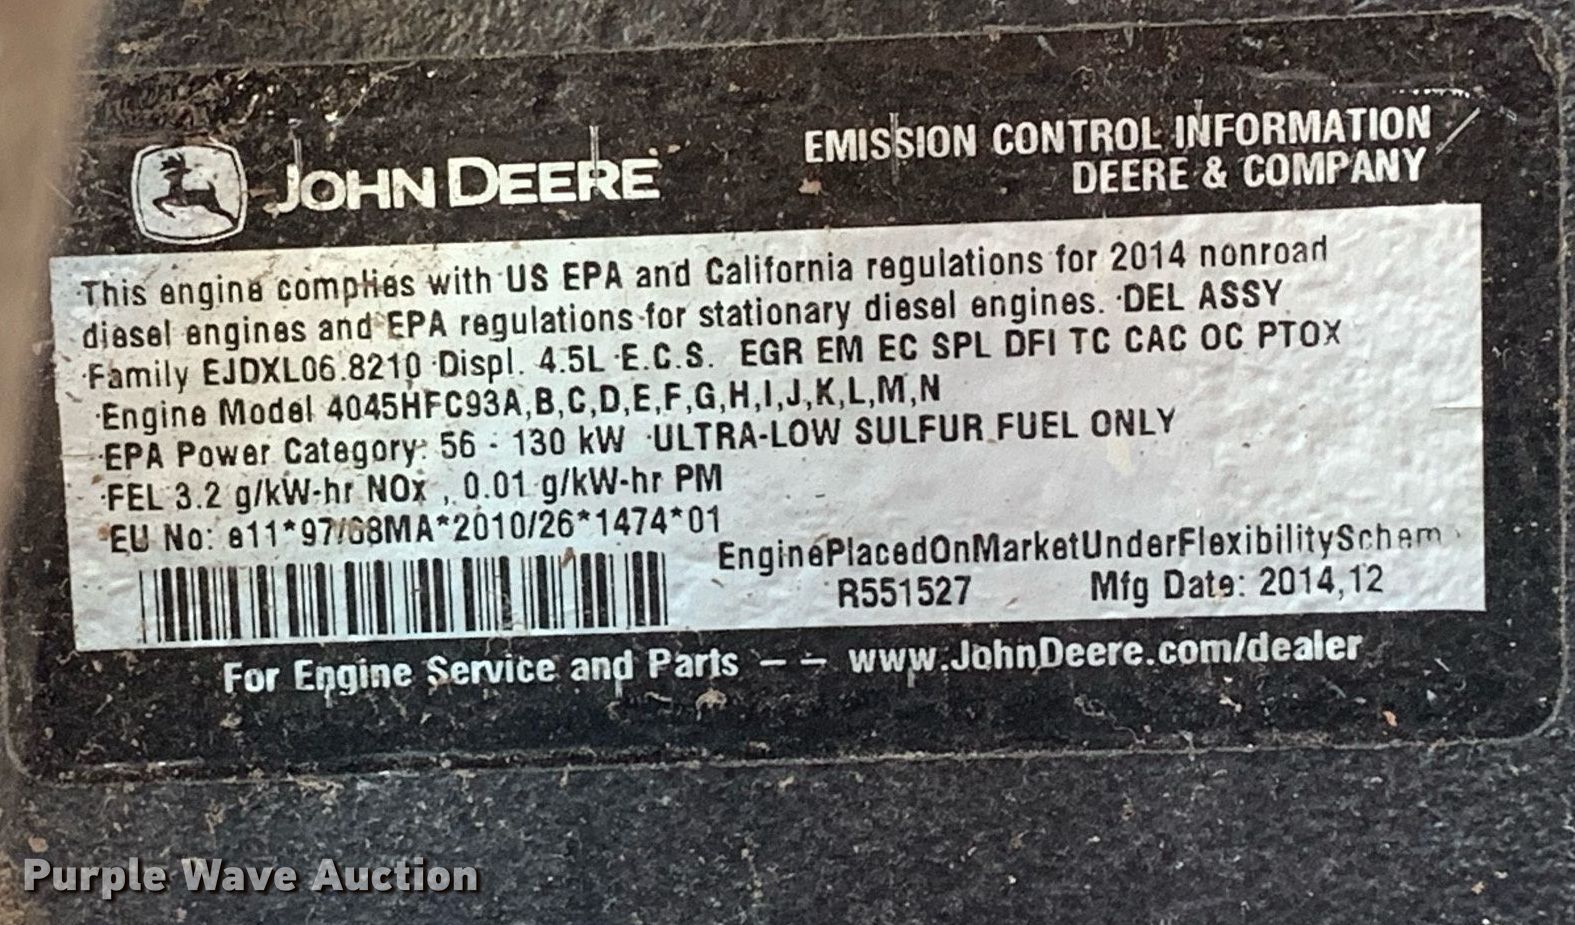 JOHN DEERE
EMISSION CONTROL INFORMATION
DEERE & COMPANY
This engine complies with US EPA and California regulations for 2014 nonroad
diesel engines and EPA regulations for stationary diesel engines. DEL ASSY
Family EJDXL06.8210 Displ. 4.5L E.C.S. EGR EM EC SPL DFI TC CAC OC PTOX
Engine Model 4045HFC93A,B,C,D,E,F,G,H,I,J,K,L,M,N
EPA Power Category: 56 - 130 kW ULTRA-LOW SULFUR FUEL ONLY
FEL 3.2 g/kW-hr NOx , 0.01 g/kW-hr PM
EU No: e11*97/68MA*2010/26*1474*01
EnginePlacedOnMarketUnderFlexibilitySchem
R551527 Mfg Date: 2014,12
For Engine Service and Parts – – www.JohnDeere.com/dealer
Purple Wave Auction